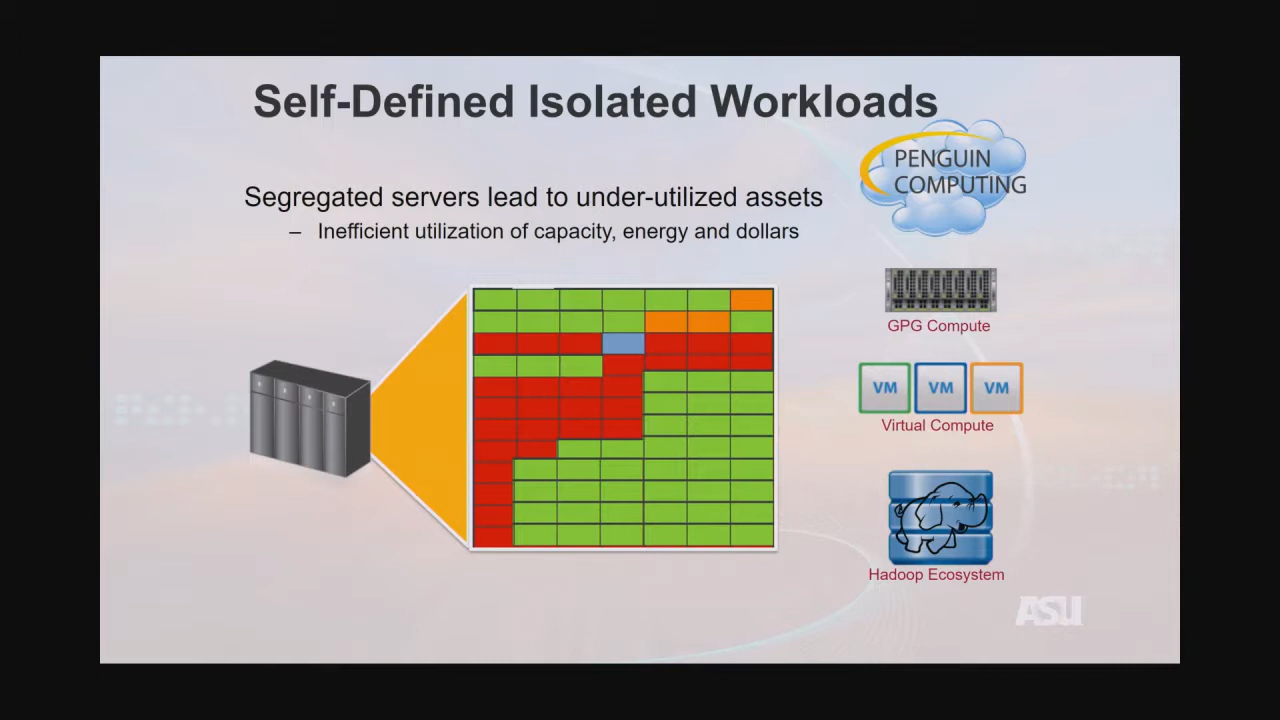 Self-Defined Isolated Workloads
PENGUIN
COMPUTING
Segregated servers lead to under-utilized assets
– Inefficient utilization of capacity, energy and dollars
GPG Compute
VM VM VM
Virtual Compute
Hadoop Ecosystem
ASU